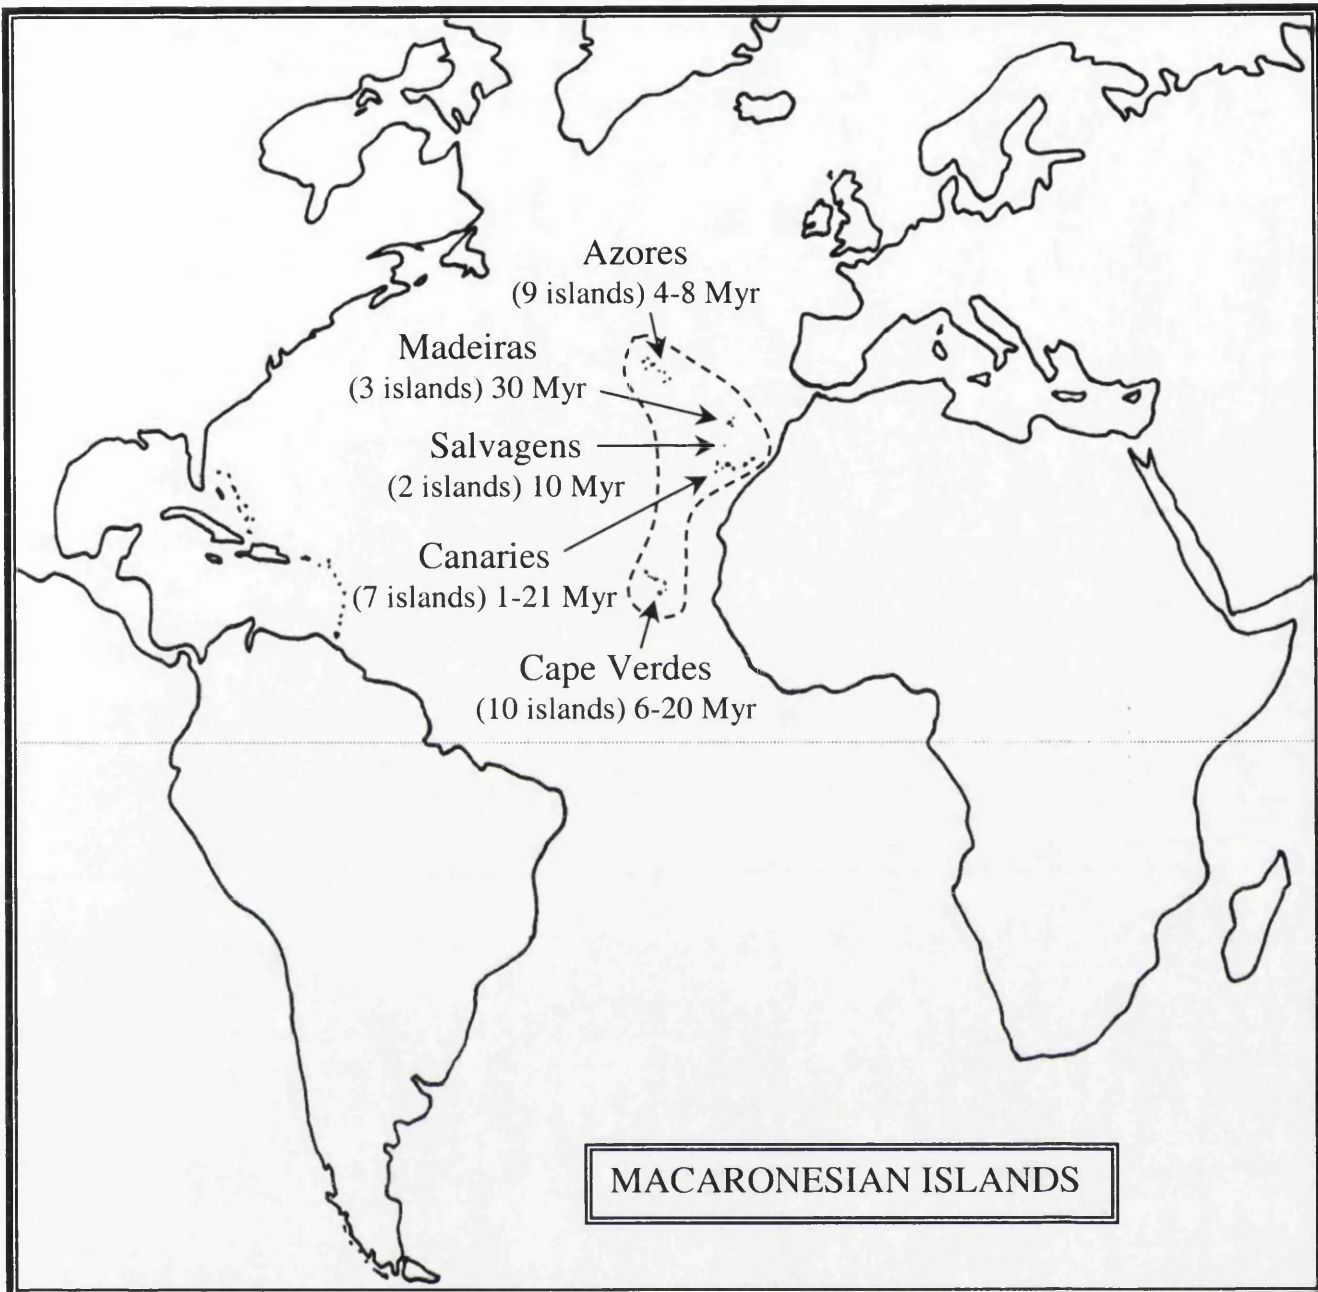 Azores
(9 islands) 4-8 Myr
Madeiras
(3 islands) 30 Myr
Salvagens
(2 islands) 10 Myr
Canaries
(7 islands) 1-21 Myr
Cape Verdes
(10 islands) 6-20 Myr
MACARONESIAN ISLANDS